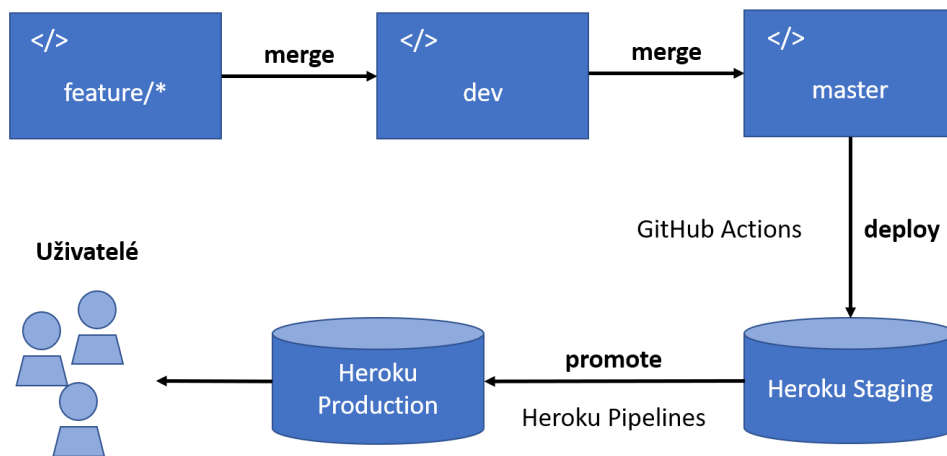 </>
feature/*
merge
</>
dev
merge
</>
master
GitHub Actions
deploy
Uživatelé
Heroku
Production
promote
Heroku Pipelines
Heroku Staging